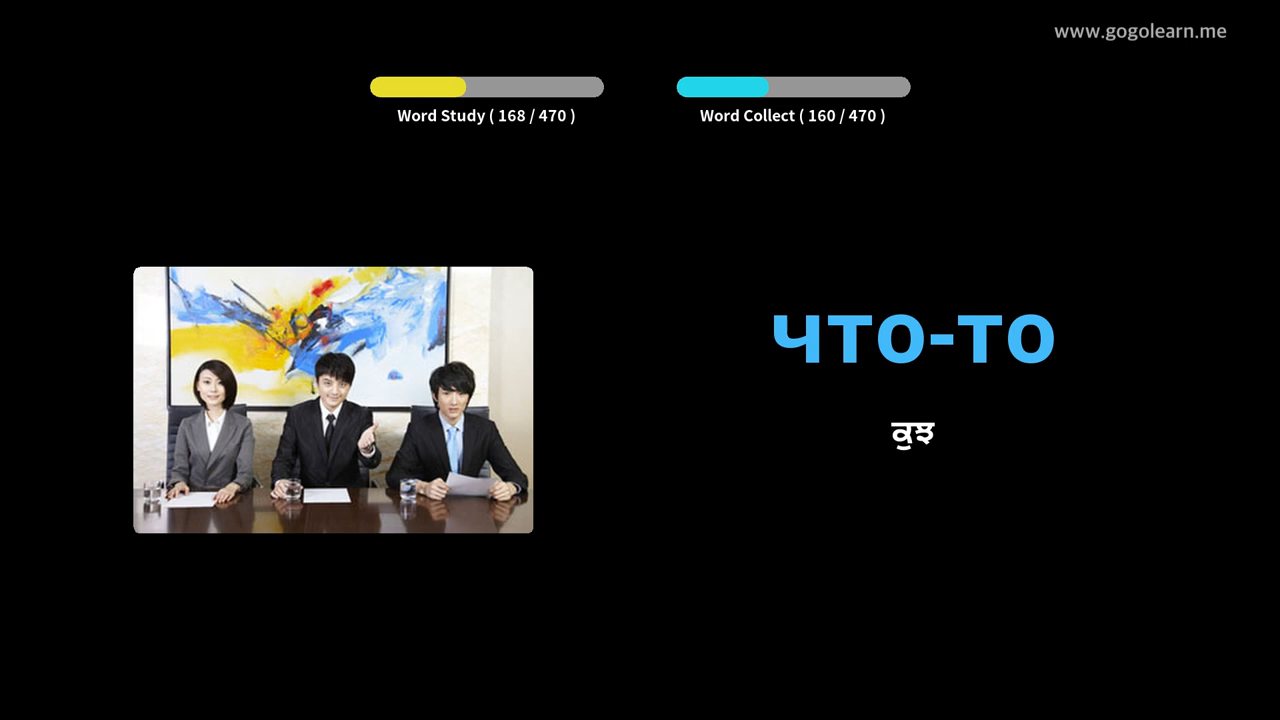 www.gogolearn.me
Word Study ( 168 / 470 )
Word Collect ( 160 / 470 )
что-то
ਕੁਝ